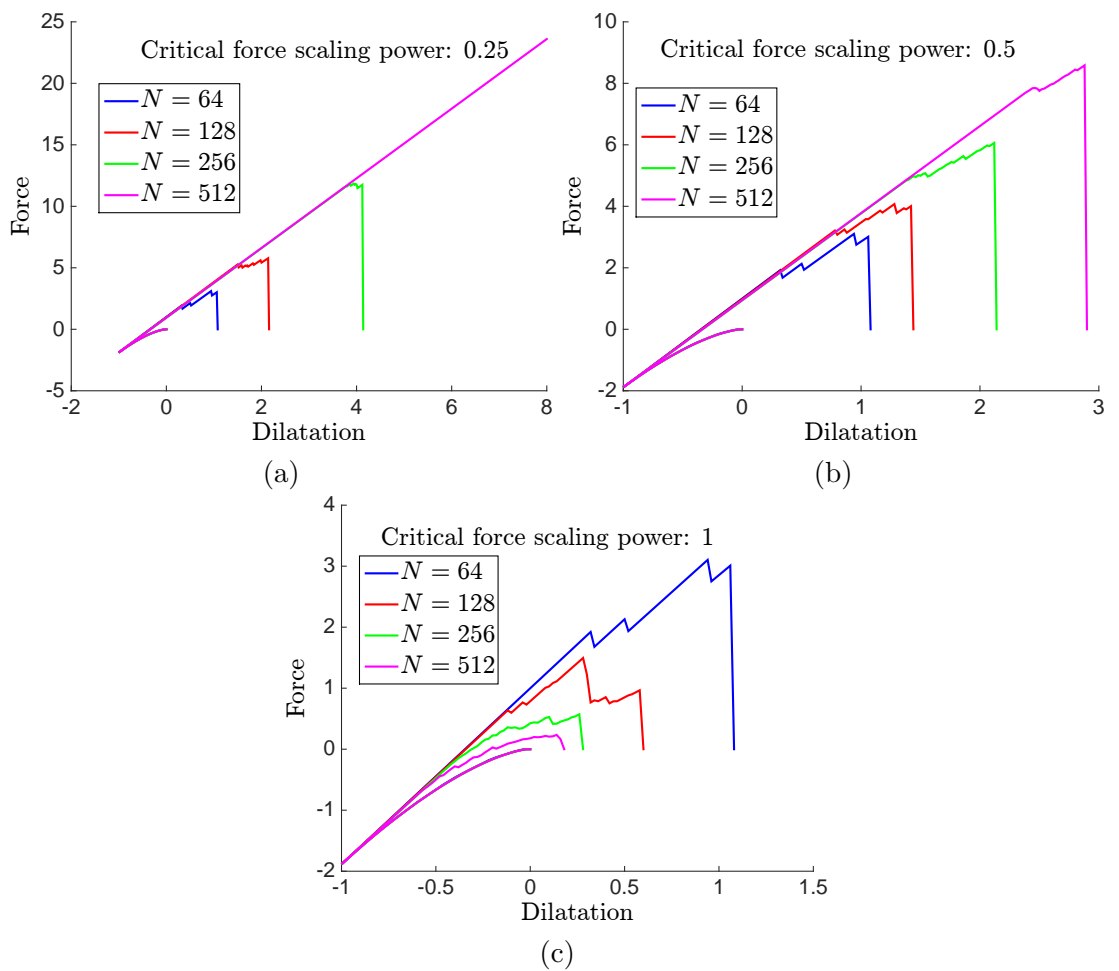 25
20
15
10
5
0
-5
-2
0
2
4
6
8
Force
Dilatation
Critical force scaling power: 0.25
N = 64
N = 128
N = 256
N = 512
(a)
10
8
6
4
2
0
-2
-1
0
1
2
3
Force
Dilatation
Critical force scaling power: 0.5
N = 64
N = 128
N = 256
N = 512
(b)
4
3
2
1
0
-1
-2
-1
-0.5
0
0.5
1
1.5
Force
Dilatation
Critical force scaling power: 1
N = 64
N = 128
N = 256
N = 512
(c)